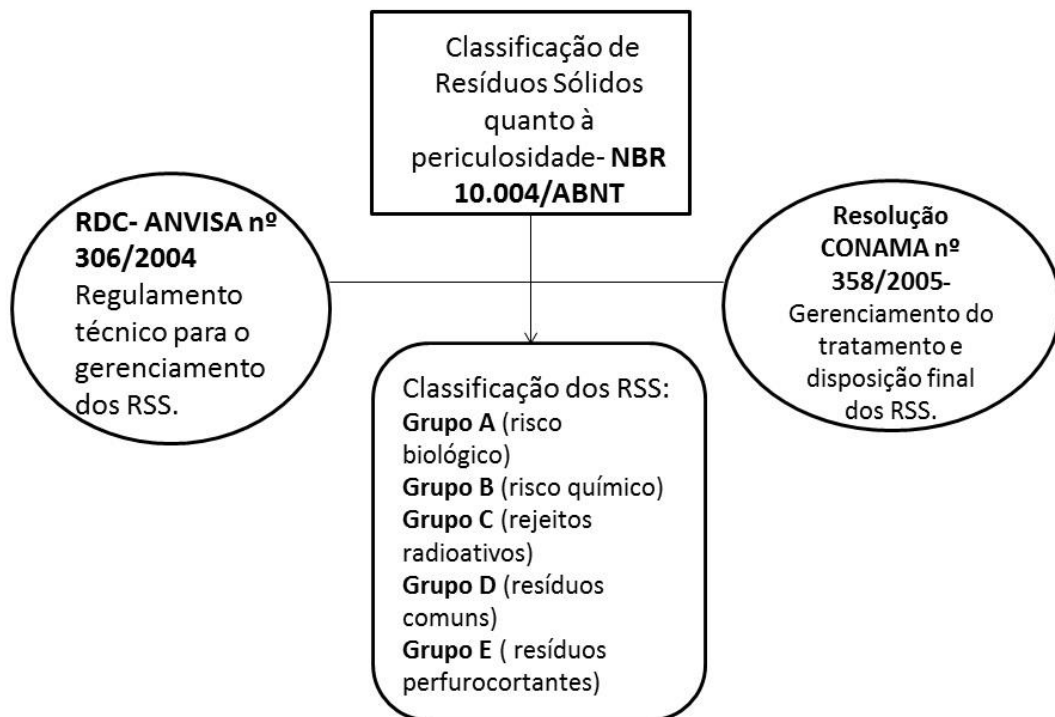 Classificação de
Resíduos Sólidos
quanto à
periculosidade- NBR
10.004/ABNT
RDC- ANVISA nº
306/2004
Regulamento
técnico para o
gerenciamento
dos RSS.
Resolução
CONAMA nº
358/2005-
Gerenciamento do
tratamento e
disposição final
dos RSS.
Classificação dos RSS:
Grupo A (risco
biológico)
Grupo B (risco químico)
Grupo C (rejeitos
radioativos)
Grupo D (resíduos
comuns)
Grupo E ( resíduos
perfurocortantes)